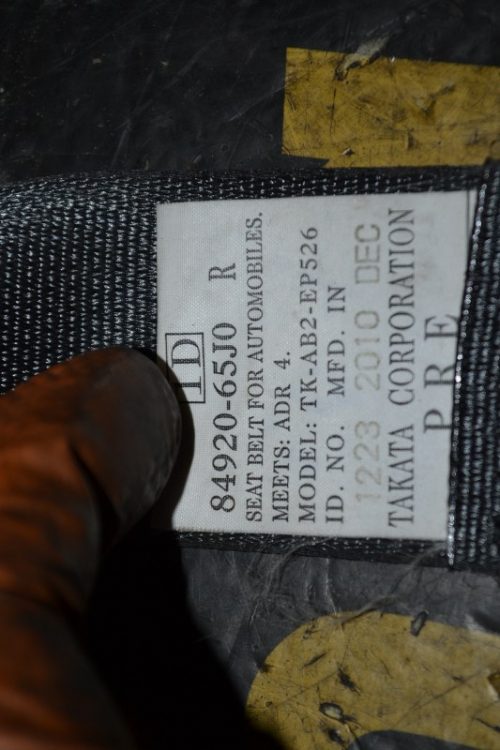 1D
84920-65J0 R
SEAT BELT FOR AUTOMOBILES.
MEETS: ADR 4.
MODEL: TK-AB2-EP526
ID. NO. MFD. IN
1223 2010 DEC
TAKATA CORPORATION
PRE